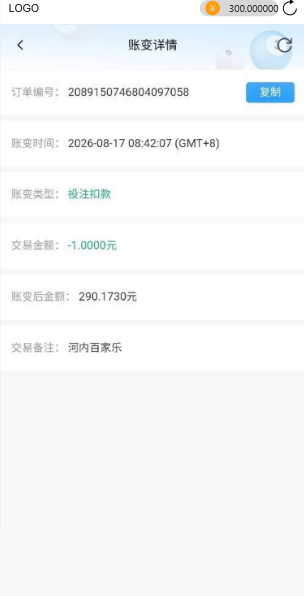 LOGO
¥ 300.000000
账变详情
订单编号： 2089150746804097058
复制
账变时间： 2026-08-17 08:42:07 (GMT+8)
账变类型： 投注扣款
交易金额： -1.0000元
账变后金额： 290.1730元
交易备注： 河内百家乐